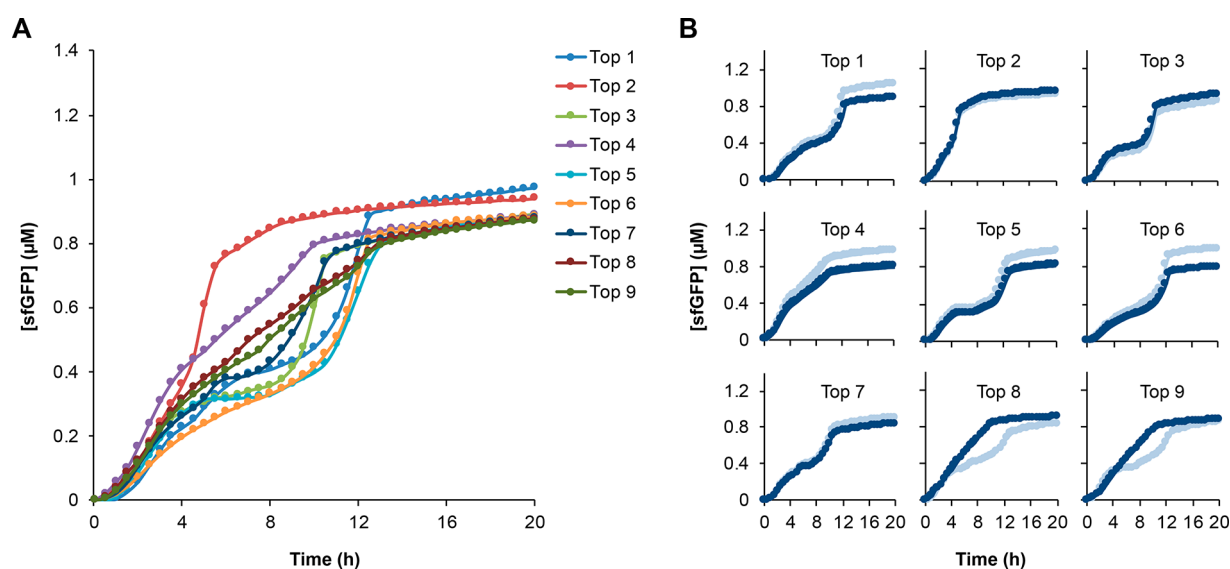 A
[sfGFP] (µM)
1.4
1.2
1
0.8
0.6
0.4
0.2
0
0 4 8 12 16 20
Time (h)
Top 1
Top 2
Top 3
Top 4
Top 5
Top 6
Top 7
Top 8
Top 9
B
[sfGFP] (µM)
Top 1 Top 2 Top 3
1.2
0.8
0.4
0
Top 4 Top 5 Top 6
1.2
0.8
0.4
0
Top 7 Top 8 Top 9
1.2
0.8
0.4
0
0 4 8 12 16 20 0 4 8 12 16 20 0 4 8 12 16 20
Time (h)